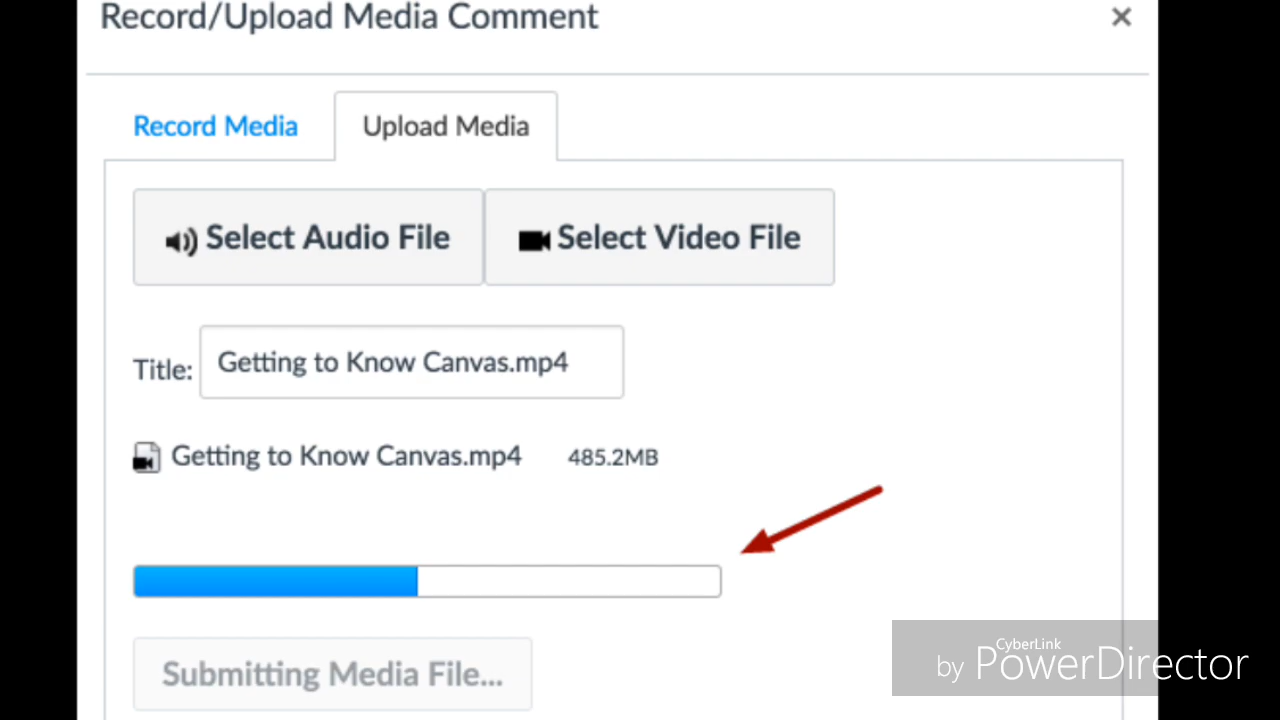 Record/Upload Media Comment
Record Media
Upload Media
Select Audio File
Select Video File
Title: Getting to Know Canvas.mp4
Getting to Know Canvas.mp4 485.2MB
Submitting Media File...
CyberLink
by PowerDirector